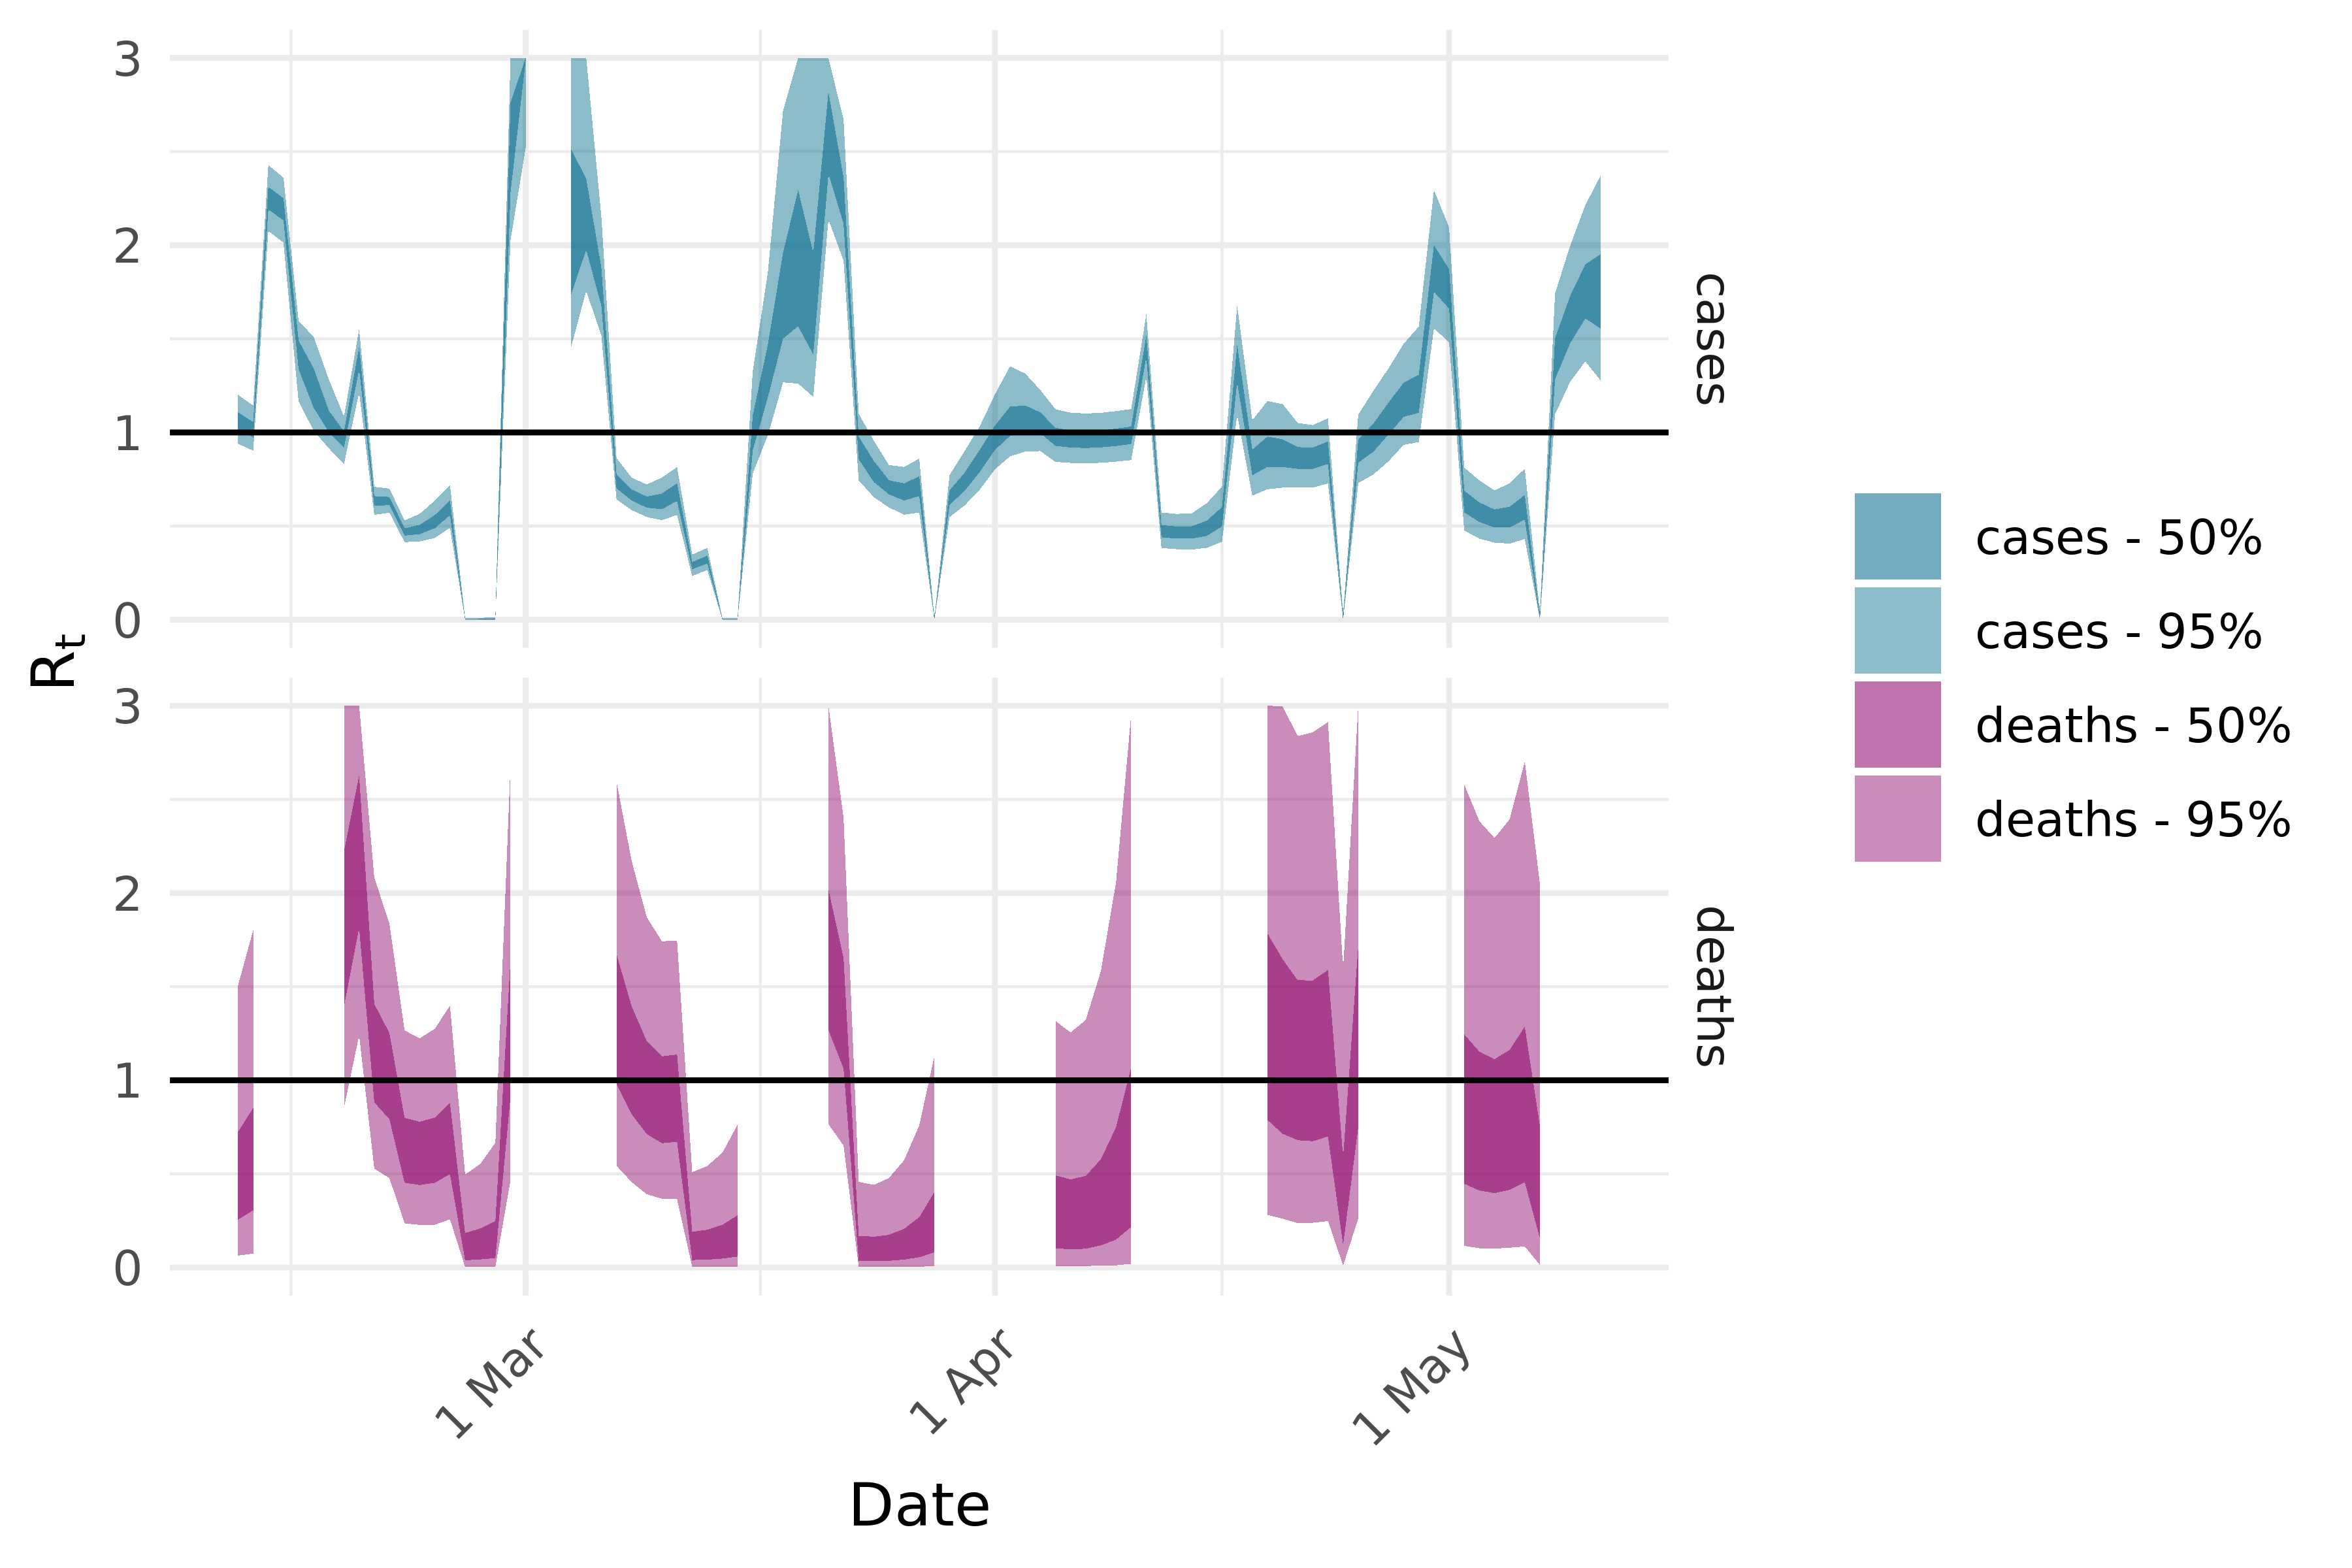 3
2
1
0
cases
3
2
1
0
deaths
Rt
1 Mar
1 Apr
1 May
Date
cases - 50%
cases - 95%
deaths - 50%
deaths - 95%